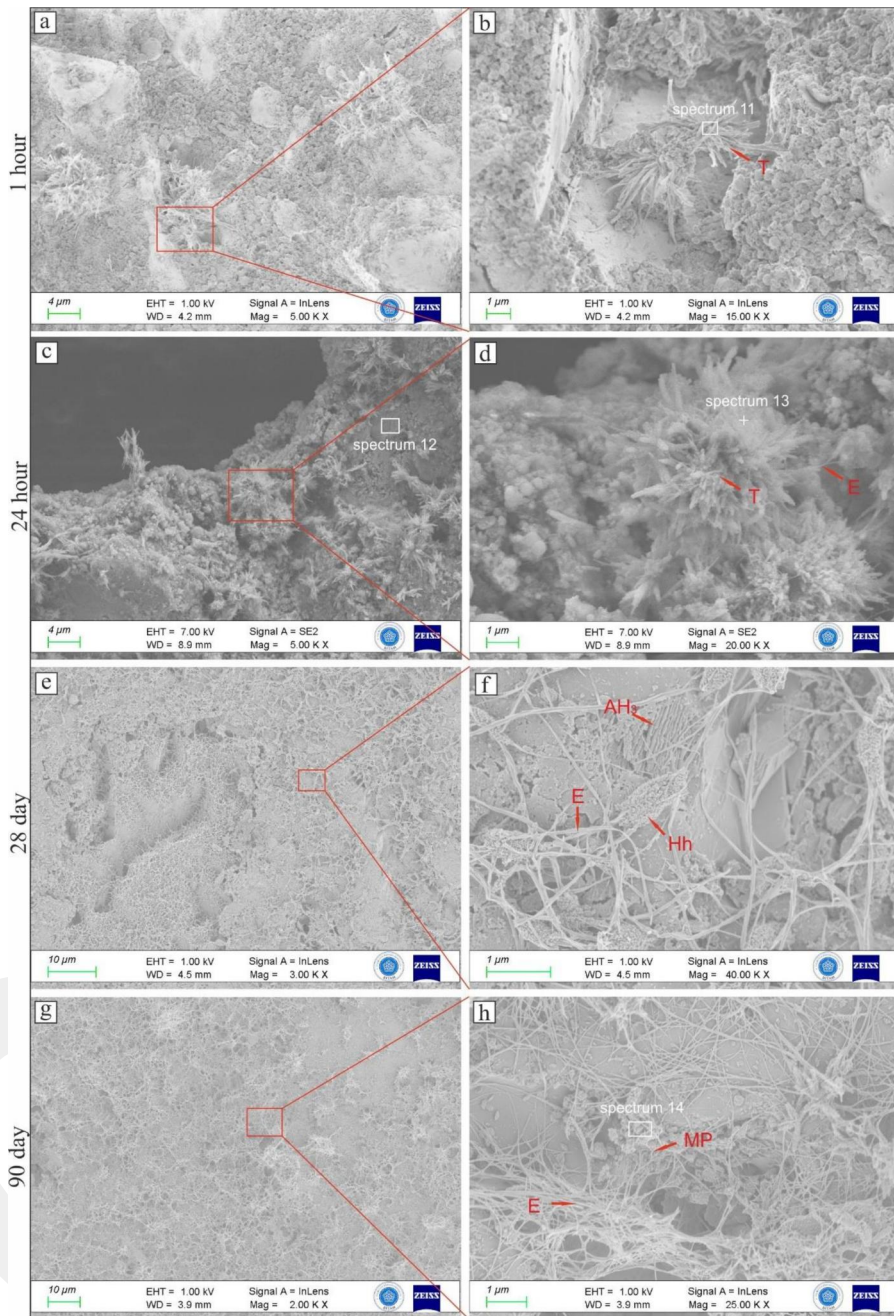 1 hour
a
4 µm
EHT = 1.00 kV
WD = 4.2 mm
Signal A = InLens
Mag = 5.00 K X
ZEISS
b
spectrum 11
T
1 µm
EHT = 1.00 kV
WD = 4.2 mm
Signal A = InLens
Mag = 15.00 K X
ZEISS
24 hour
c
spectrum 12
4 µm
EHT = 7.00 kV
WD = 8.9 mm
Signal A = SE2
Mag = 5.00 K X
ZEISS
d
spectrum 13
E
T
1 µm
EHT = 7.00 kV
WD = 8.9 mm
Signal A = SE2
Mag = 20.00 K X
ZEISS
28 day
e
10 µm
EHT = 1.00 kV
WD = 4.5 mm
Signal A = InLens
Mag = 3.00 K X
ZEISS
f
AH₃
E
Hh
1 µm
EHT = 1.00 kV
WD = 4.5 mm
Signal A = InLens
Mag = 40.00 K X
ZEISS
90 day
g
10 µm
EHT = 1.00 kV
WD = 3.9 mm
Signal A = InLens
Mag = 2.00 K X
ZEISS
h
spectrum 14
MP
E
1 µm
EHT = 1.00 kV
WD = 3.9 mm
Signal A = InLens
Mag = 25.00 K X
ZEISS